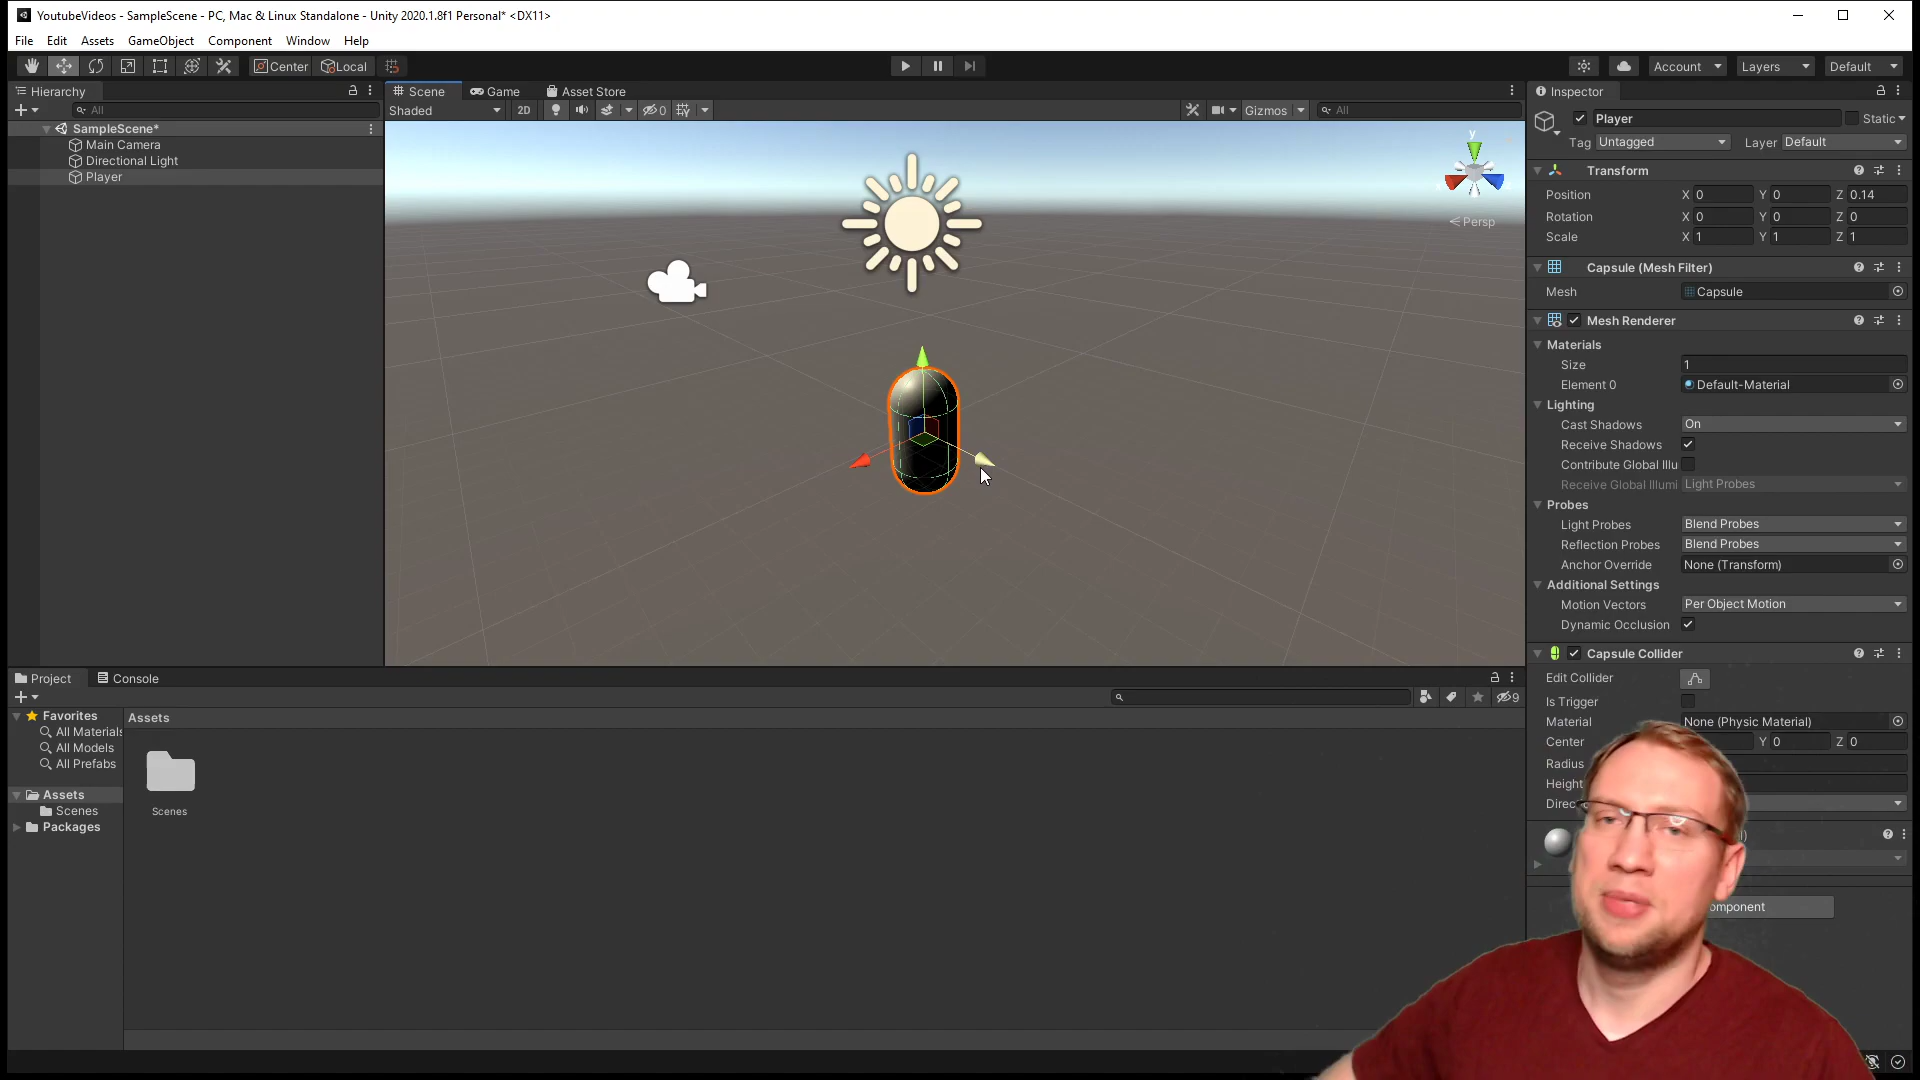 YoutubeVideos - SampleScene - PC, Mac & Linux Standalone - Unity 2020.1.8f1 Personal* <DX11>
File Edit Assets GameObject Component Window Help
Center Local Account Layers Default
Hierarchy
All
SampleScene*
Main Camera
Directional Light
Player
Scene Game Asset Store
Shaded 2D 0 Gizmos All
y
Persp
Inspector
Player Static
Tag Untagged Layer Default
Transform
Position X 0 Y 0 Z 0.14
Rotation X 0 Y 0 Z 0
Scale X 1 Y 1 Z 1
Capsule (Mesh Filter)
Mesh Capsule
Mesh Renderer
Materials
Size 1
Element 0 Default-Material
Lighting
Cast Shadows On
Receive Shadows
Contribute Global Illu
Receive Global Illumi Light Probes
Probes
Light Probes Blend Probes
Reflection Probes Blend Probes
Anchor Override None (Transform)
Additional Settings
Motion Vectors Per Object Motion
Dynamic Occlusion
Capsule Collider
Edit Collider
Is Trigger
Material None (Physic Material)
Center Y 0 Z 0
Radius
Height
Direc
omponent
Project Console
9
Favorites
All Materials
All Models
All Prefabs
Assets
Scenes
Packages
Assets
Scenes